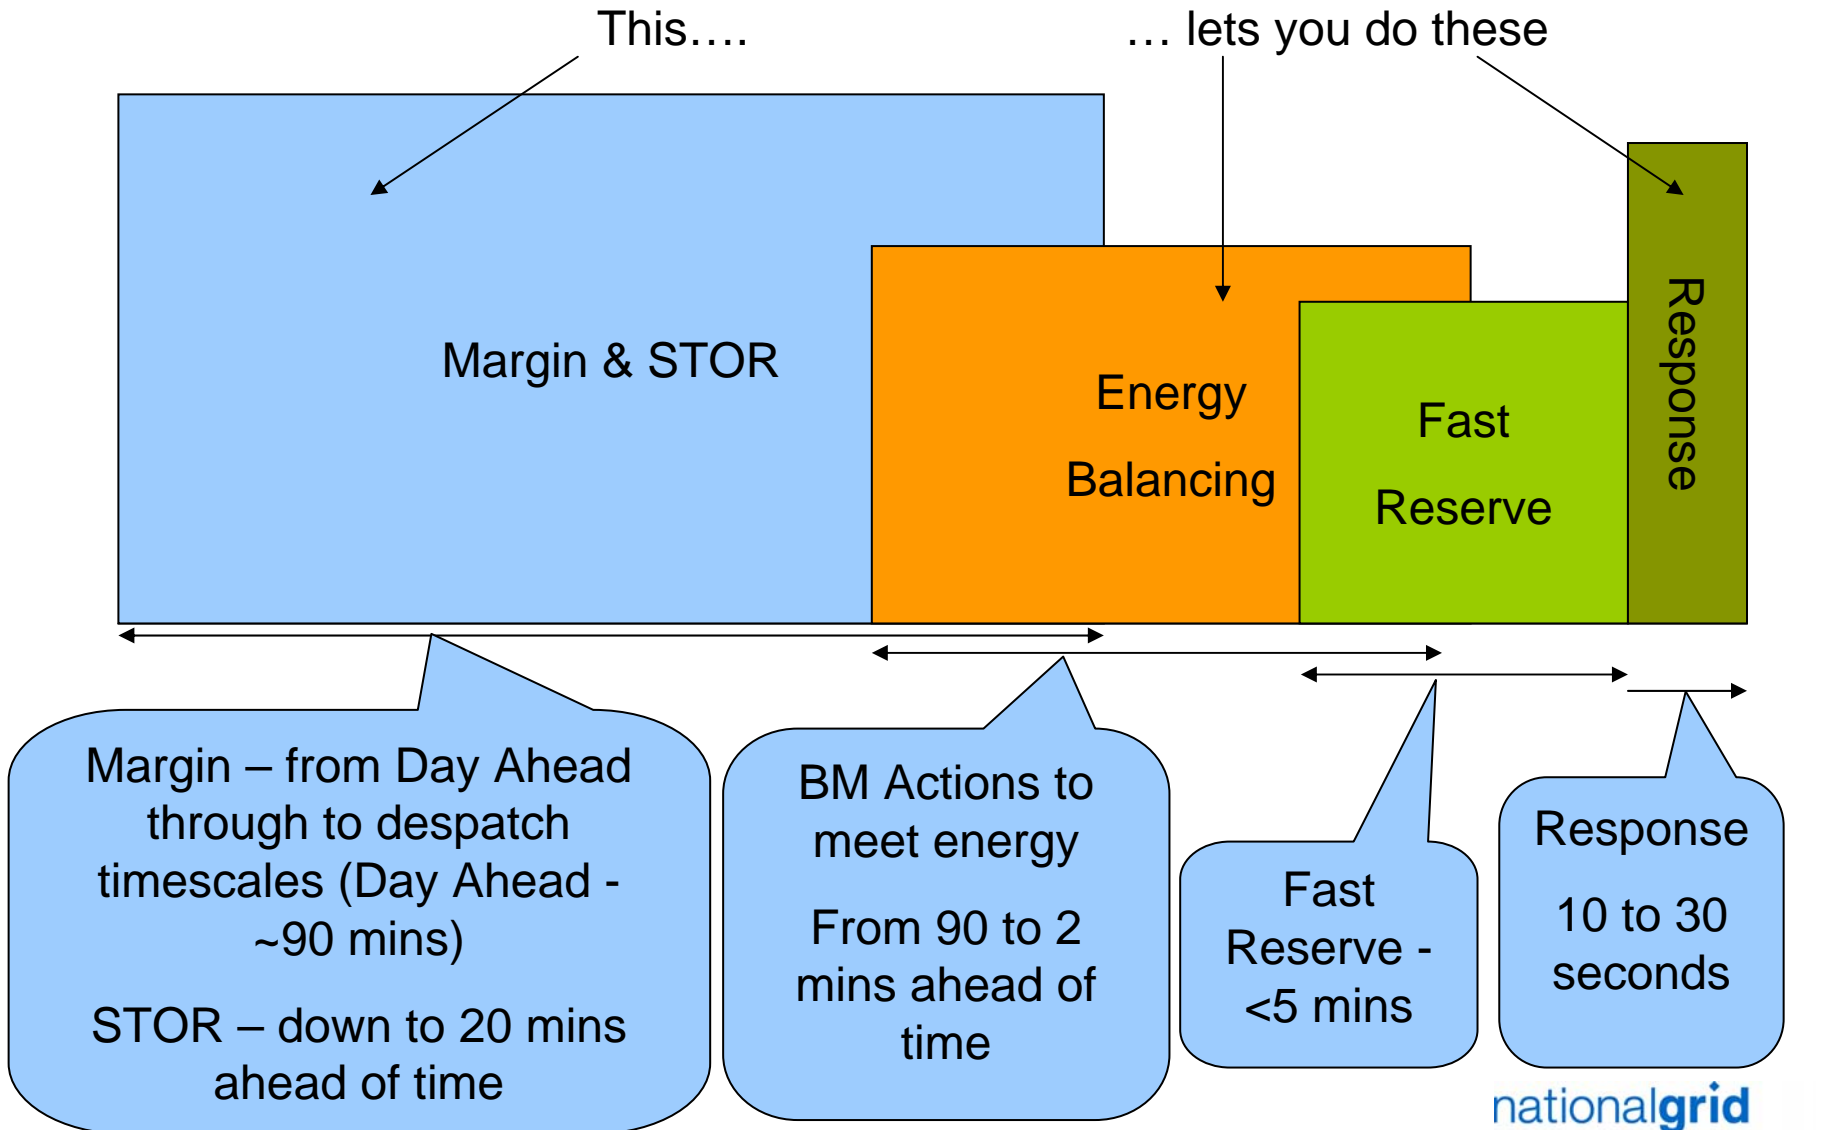 This….
… lets you do these
Margin & STOR
Energy
Balancing
Fast
Reserve
Response
Margin – from Day Ahead
through to despatch
timescales (Day Ahead -
~90 mins)
STOR – down to 20 mins
ahead of time
BM Actions to
meet energy
From 90 to 2
mins ahead of
time
Fast
Reserve -
<5 mins
Response
10 to 30
seconds
nationalgrid